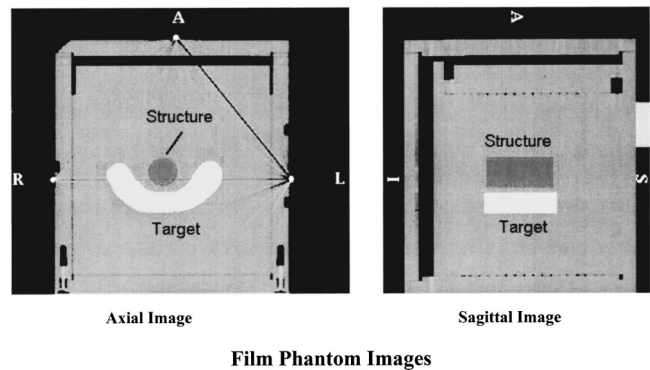 A
Structure
R
L
Target
Axial Image
A
Structure
I
S
Target
Sagittal Image
Film Phantom Images